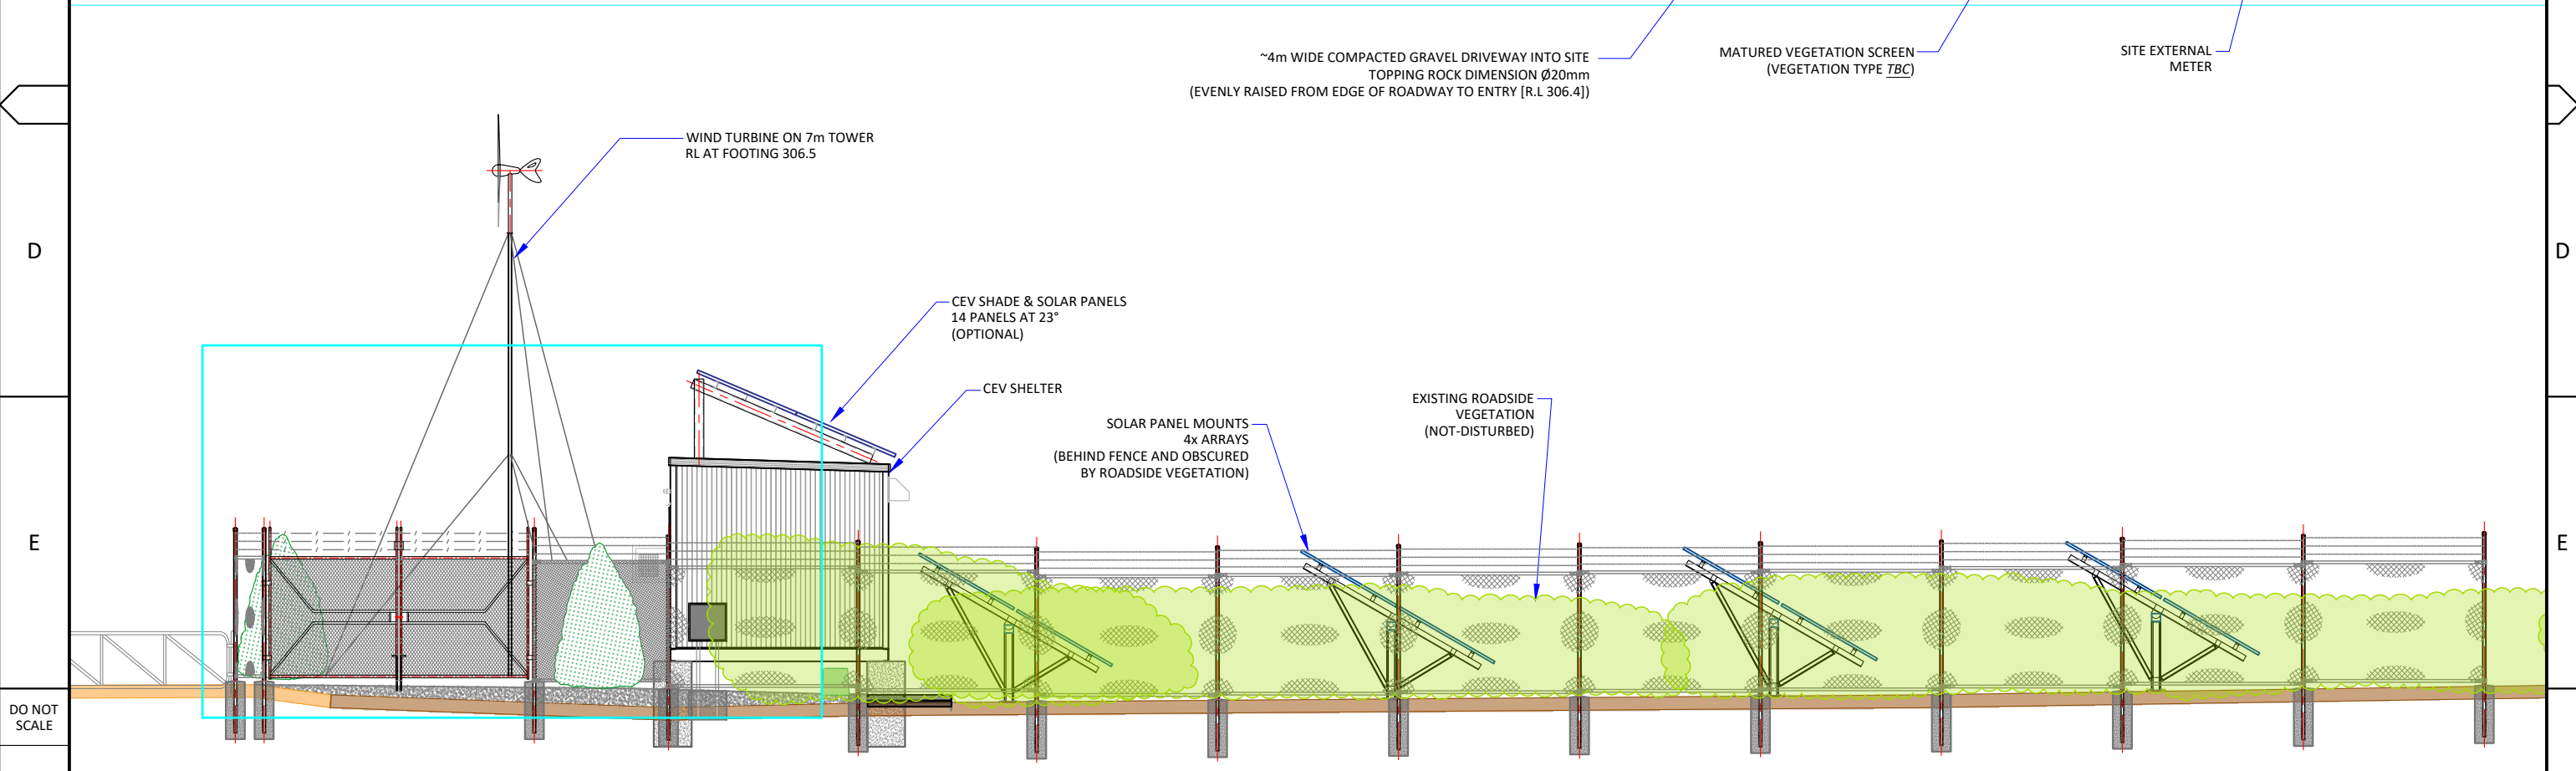 ~4m WIDE COMPACTED GRAVEL DRIVEWAY INTO SITE
TOPPING ROCK DIMENSION Ø20mm
(EVENLY RAISED FROM EDGE OF ROADWAY TO ENTRY [R.L 306.4])
MATURED VEGETATION SCREEN
(VEGETATION TYPE TBC)
SITE EXTERNAL
METER
WIND TURBINE ON 7m TOWER
RL AT FOOTING 306.5
D
D
CEV SHADE & SOLAR PANELS
14 PANELS AT 23°
(OPTIONAL)
CEV SHELTER
SOLAR PANEL MOUNTS
4x ARRAYS
(BEHIND FENCE AND OBSCURED
BY ROADSIDE VEGETATION)
EXISTING ROADSIDE
VEGETATION
(NOT-DISTURBED)
E
E
DO NOT
SCALE